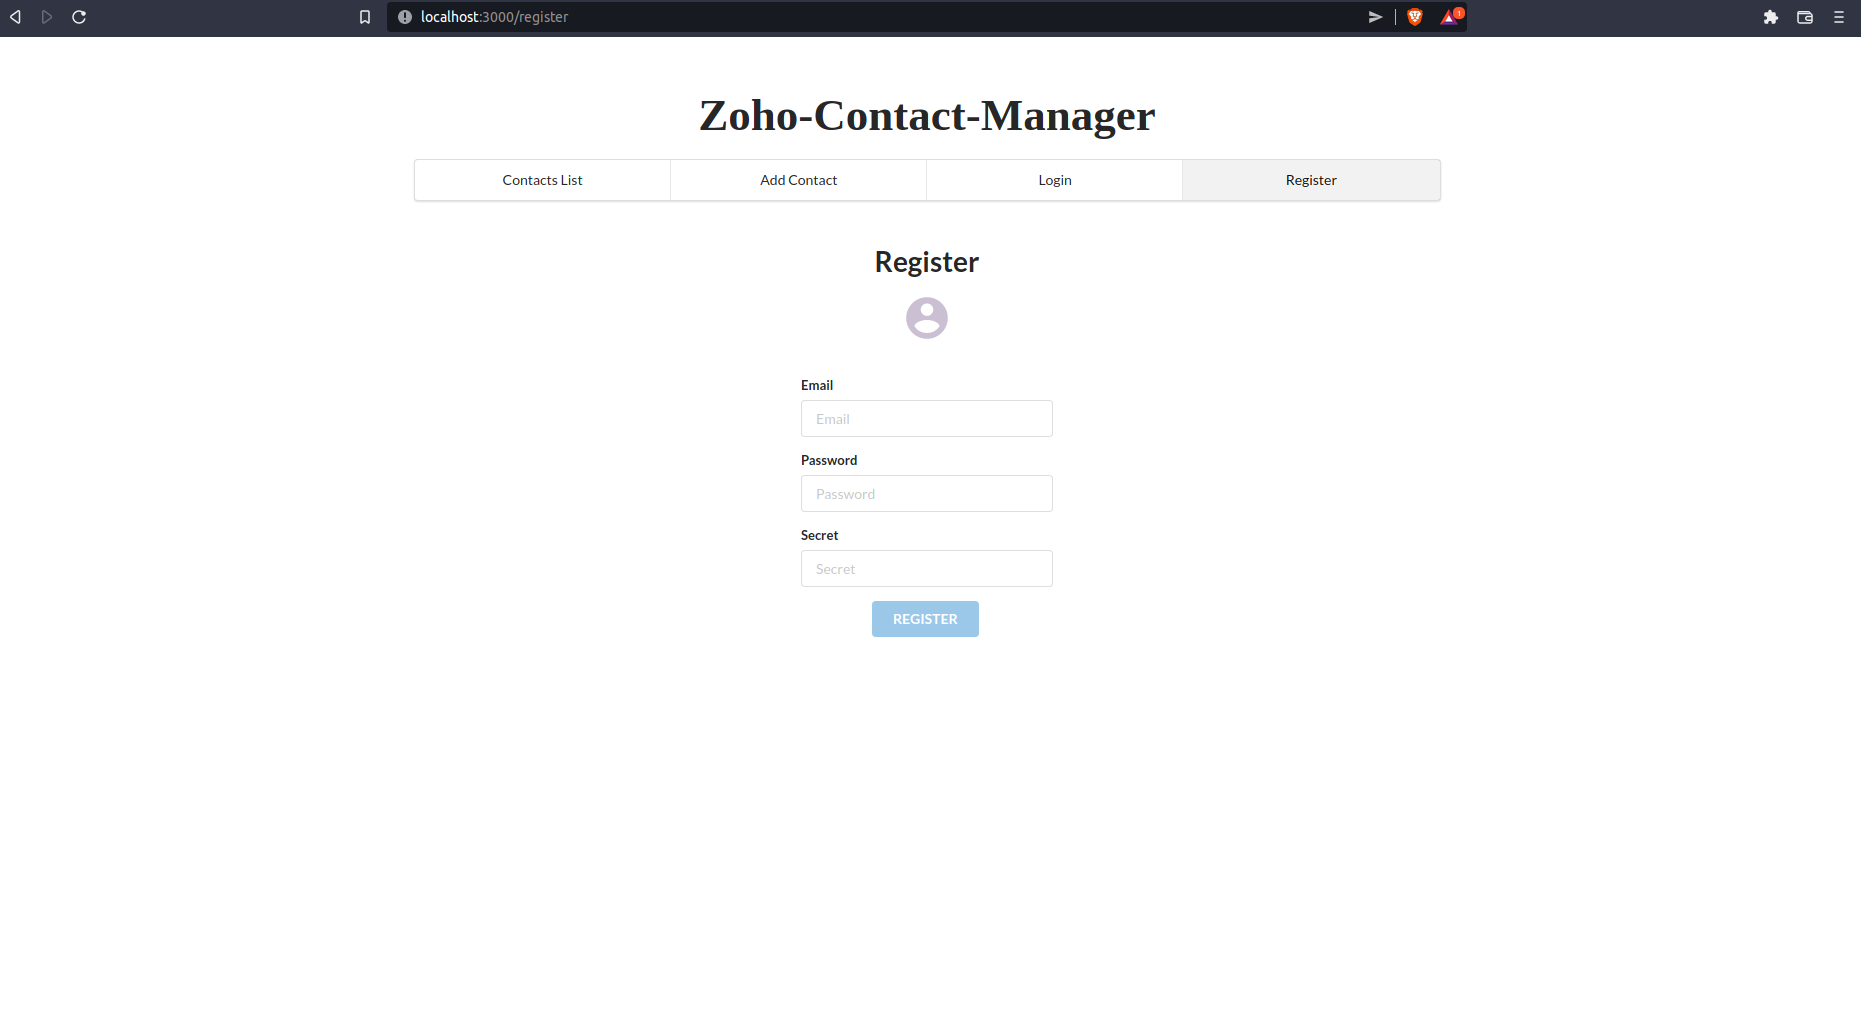 localhost:3000/register
1
Zoho-Contact-Manager
Contacts List Add Contact Login Register
Register
Email
Email
Password
Password
Secret
Secret
REGISTER